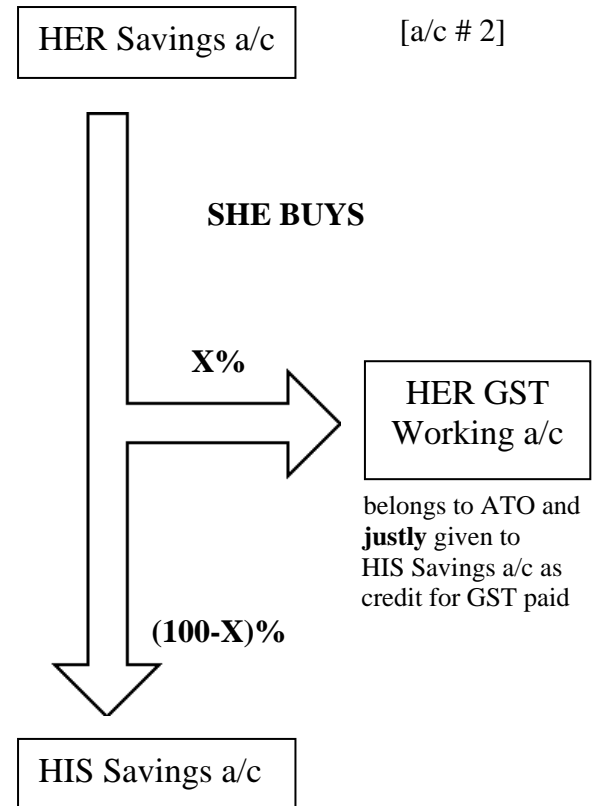 HER Savings a/c
[a/c # 2]
SHE BUYS
X%
HER GST
Working a/c
belongs to ATO and
justly given to
HIS Savings a/c as
credit for GST paid
(100-X)%
HIS Savings a/c